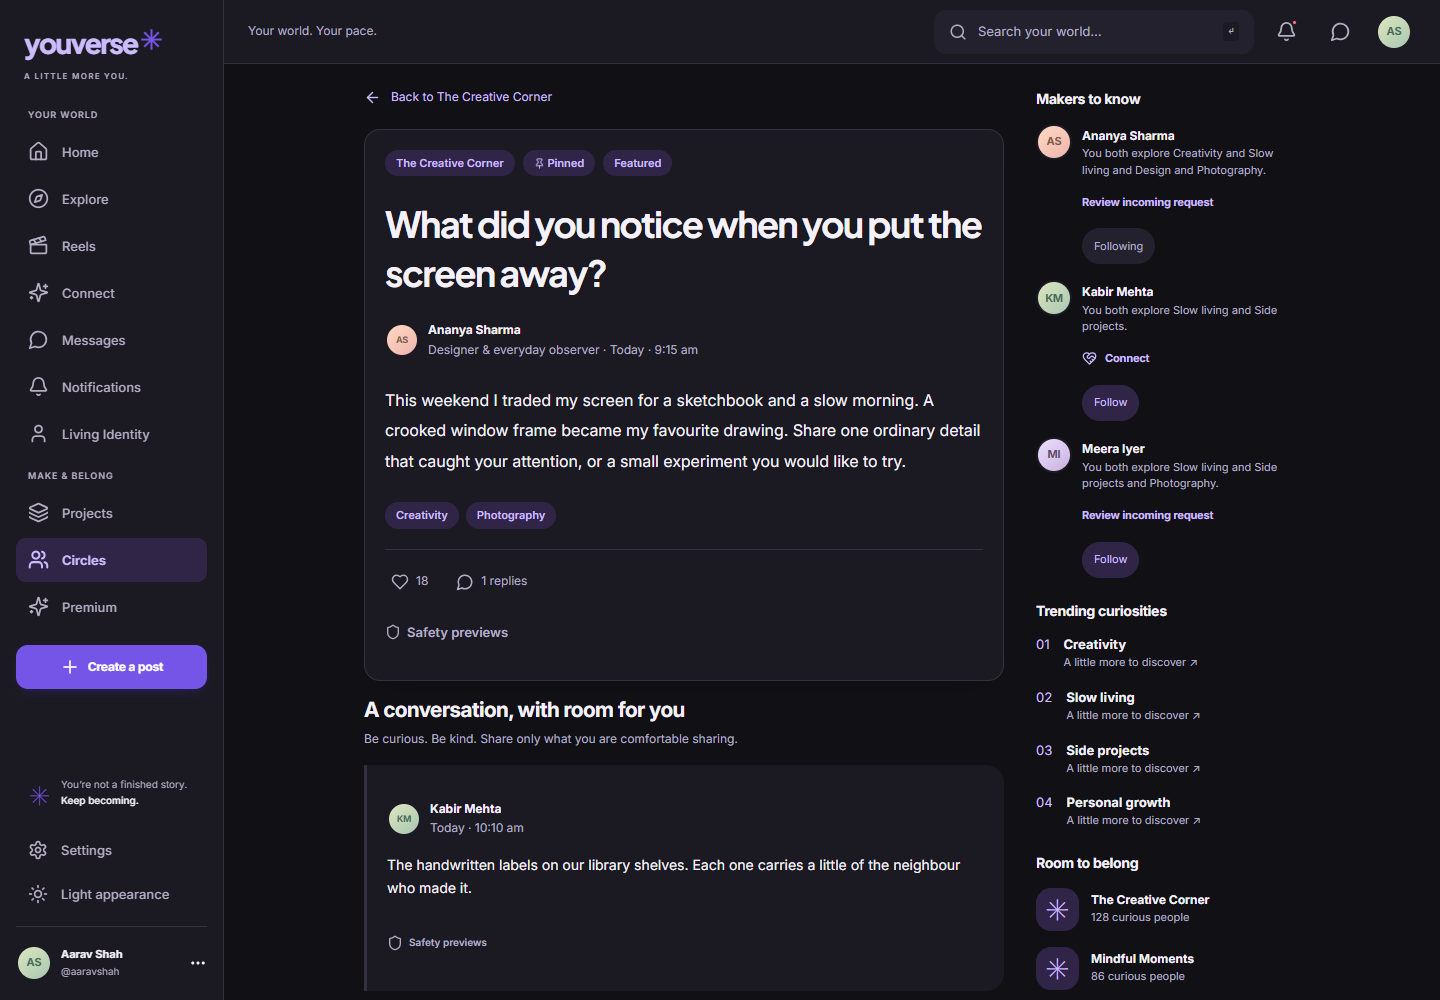 youverse
A LITTLE MORE YOU.
YOUR WORLD
Home
Explore
Reels
Connect
Messages
Notifications
Living Identity
MAKE & BELONG
Projects
Circles
Premium
Create a post
You're not a finished story.
Keep becoming.
Settings
Light appearance
AS
Aarav Shah
@aaravshah
Your world. Your pace.
Search your world...
AS
Back to The Creative Corner
The Creative Corner
Pinned
Featured
What did you notice when you put the
screen away?
AS
Ananya Sharma
Designer & everyday observer · Today · 9:15 am
This weekend I traded my screen for a sketchbook and a slow morning. A
crooked window frame became my favourite drawing. Share one ordinary detail
that caught your attention, or a small experiment you would like to try.
Creativity
Photography
18
1 replies
Safety previews
A conversation, with room for you
Be curious. Be kind. Share only what you are comfortable sharing.
KM
Kabir Mehta
Today · 10:10 am
The handwritten labels on our library shelves. Each one carries a little of the neighbour
who made it.
Safety previews
Makers to know
AS
Ananya Sharma
You both explore Creativity and Slow
living and Design and Photography.
Review incoming request
Following
KM
Kabir Mehta
You both explore Slow living and Side
projects.
Connect
Follow
MI
Meera Iyer
You both explore Slow living and Side
projects and Photography.
Review incoming request
Follow
Trending curiosities
01 Creativity
A little more to discover ↗
02 Slow living
A little more to discover ↗
03 Side projects
A little more to discover ↗
04 Personal growth
A little more to discover ↗
Room to belong
The Creative Corner
128 curious people
Mindful Moments
86 curious people